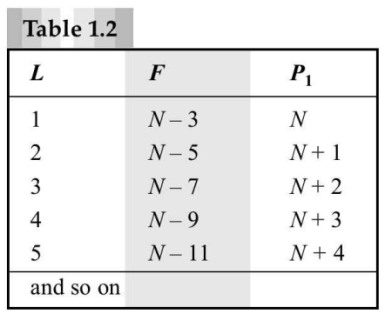 Table 1.2
L F P₁
1 N – 3 N
2 N – 5 N + 1
3 N – 7 N + 2
4 N – 9 N + 3
5 N – 11 N + 4
and so on